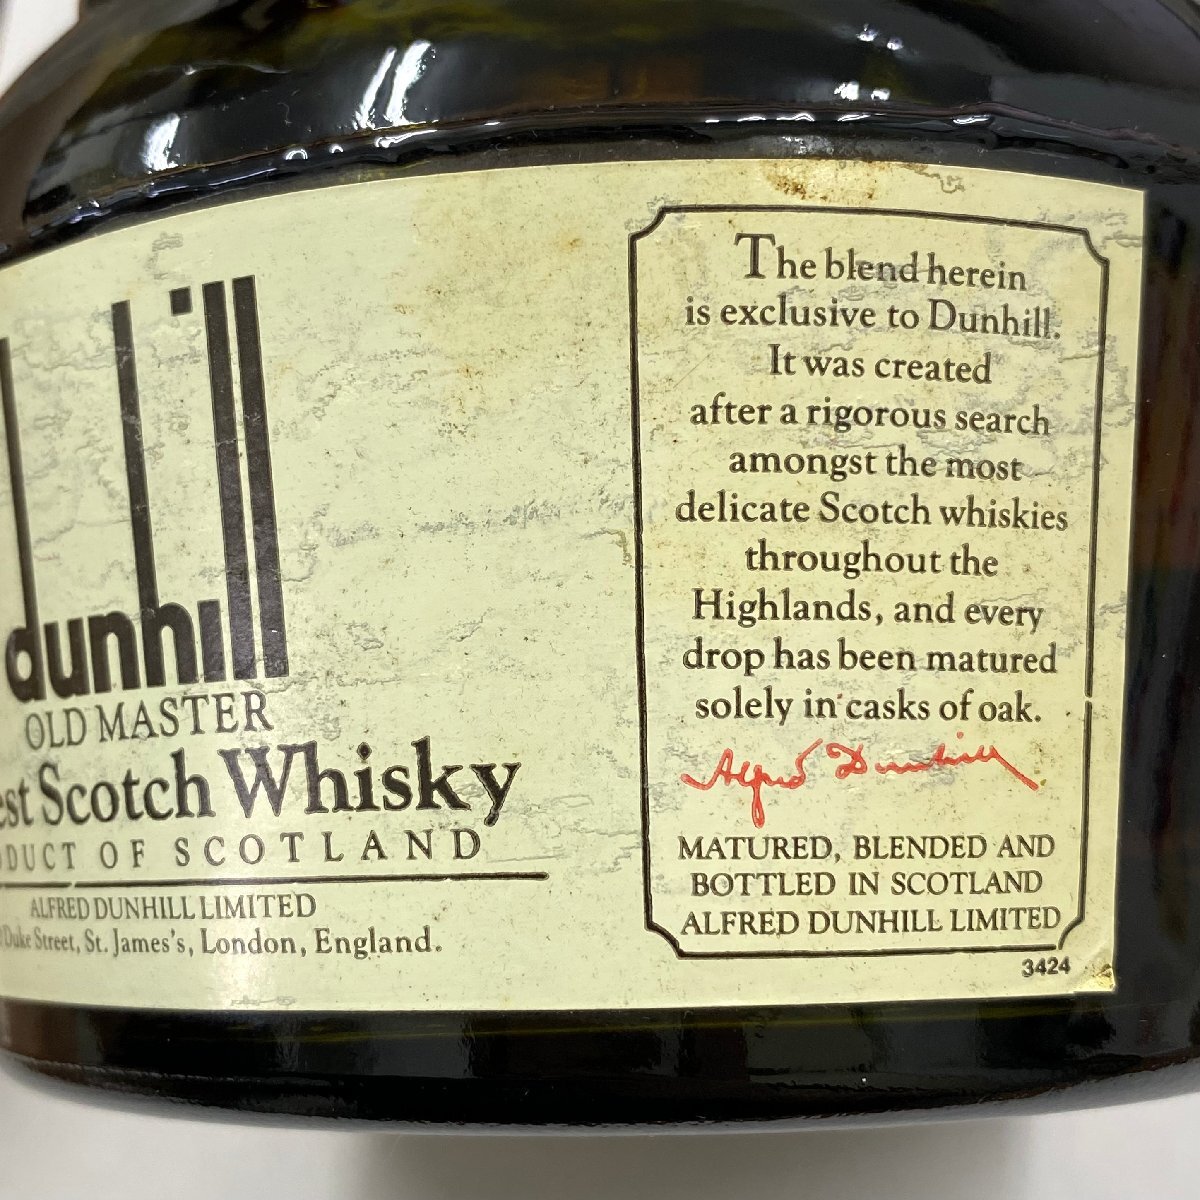 dunhill
OLD MASTER
Scotch Whisky
OF SCOTLAND
ALFRED DUNHILL LIMITED
Duke Street, St. James's, London, England.
The blend herein
is exclusive to Dunhill.
It was created
after a rigorous search
amongst the most
delicate Scotch whiskies
throughout the
Highlands, and every
drop has been matured
solely in casks of oak.
Alfred Dunhill
MATURED, BLENDED AND
BOTTLED IN SCOTLAND
ALFRED DUNHILL LIMITED
3424